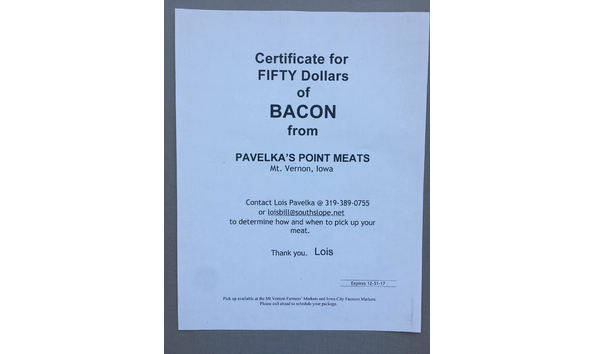 Certificate for
FIFTY Dollars
of
BACON
from
PAVELKA'S POINT MEATS
Mt. Vernon, Iowa
Contact Lois Pavelka @ 319-389-0755
or loisbill@southslope.net
to determine how and when to pick up your
meat.
Thank you. Lois
Expires 12-31-17
Pick up available at the Mt Vernon Farmers' Markets and Iowa City Farmers Markets.
Please call ahead to schedule your package.